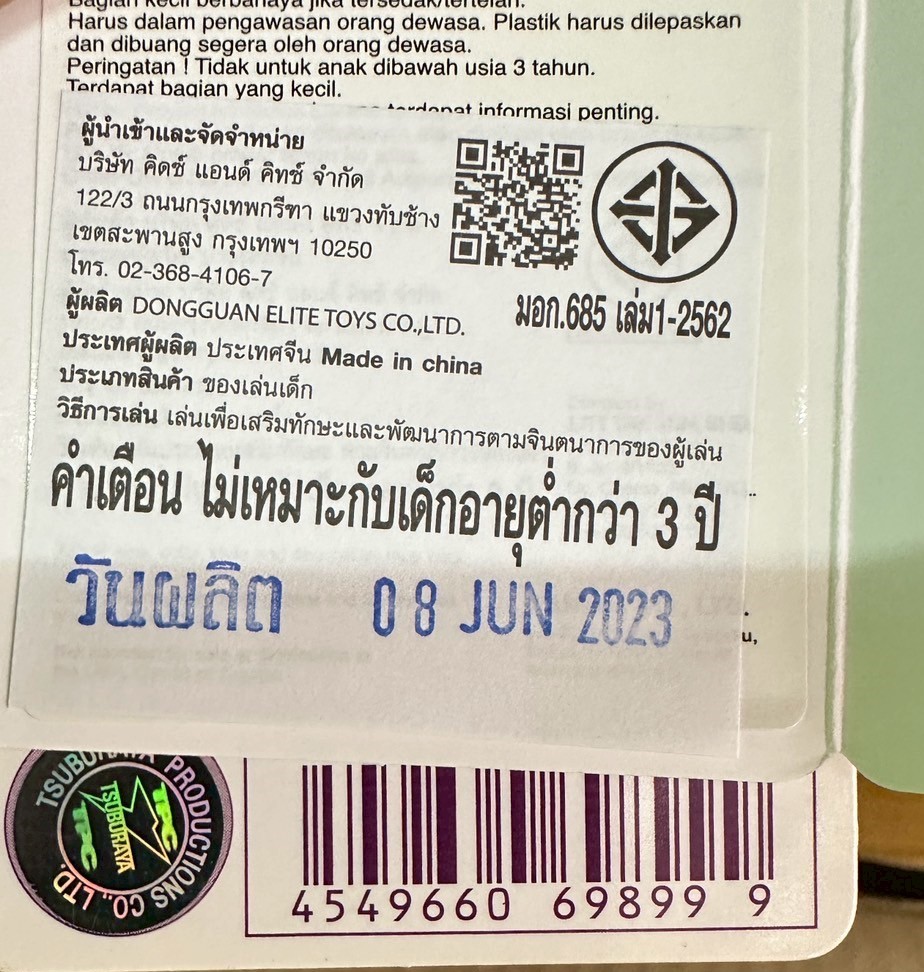 Bagian kecil berbahaya jika tersedak/tertelan.
Harus dalam pengawasan orang dewasa. Plastik harus dilepaskan
dan dibuang segera oleh orang dewasa.
Peringatan ! Tidak untuk anak dibawah usia 3 tahun.
Terdapat bagian yang kecil.
terdapat informasi penting.
ผู้นำเข้าและจัดจำหน่าย
บริษัท คิดซ์ แอนด์ คิทซ์ จำกัด
122/3 ถนนกรุงเทพกรีฑา แขวงทับช้าง
เขตสะพานสูง กรุงเทพฯ 10250
โทร. 02-368-4106-7
ผู้ผลิต DONGGUAN ELITE TOYS CO.,LTD.
มอก.685 เล่ม1-2562
ประเทศผู้ผลิต ประเทศจีน Made in china
ประเภทสินค้า ของเล่นเด็ก
วิธีการเล่น เล่นเพื่อเสริมทักษะและพัฒนาการตามจินตนาการของผู้เล่น
คำเตือน ไม่เหมาะกับเด็กอายุต่ำกว่า 3 ปี
วันผลิต 08 JUN 2023
u,
TSUBURAYA PRODUCTIONS CO., LTD.
TPC
TSUBURAYA
TPC
4549660 69899 9